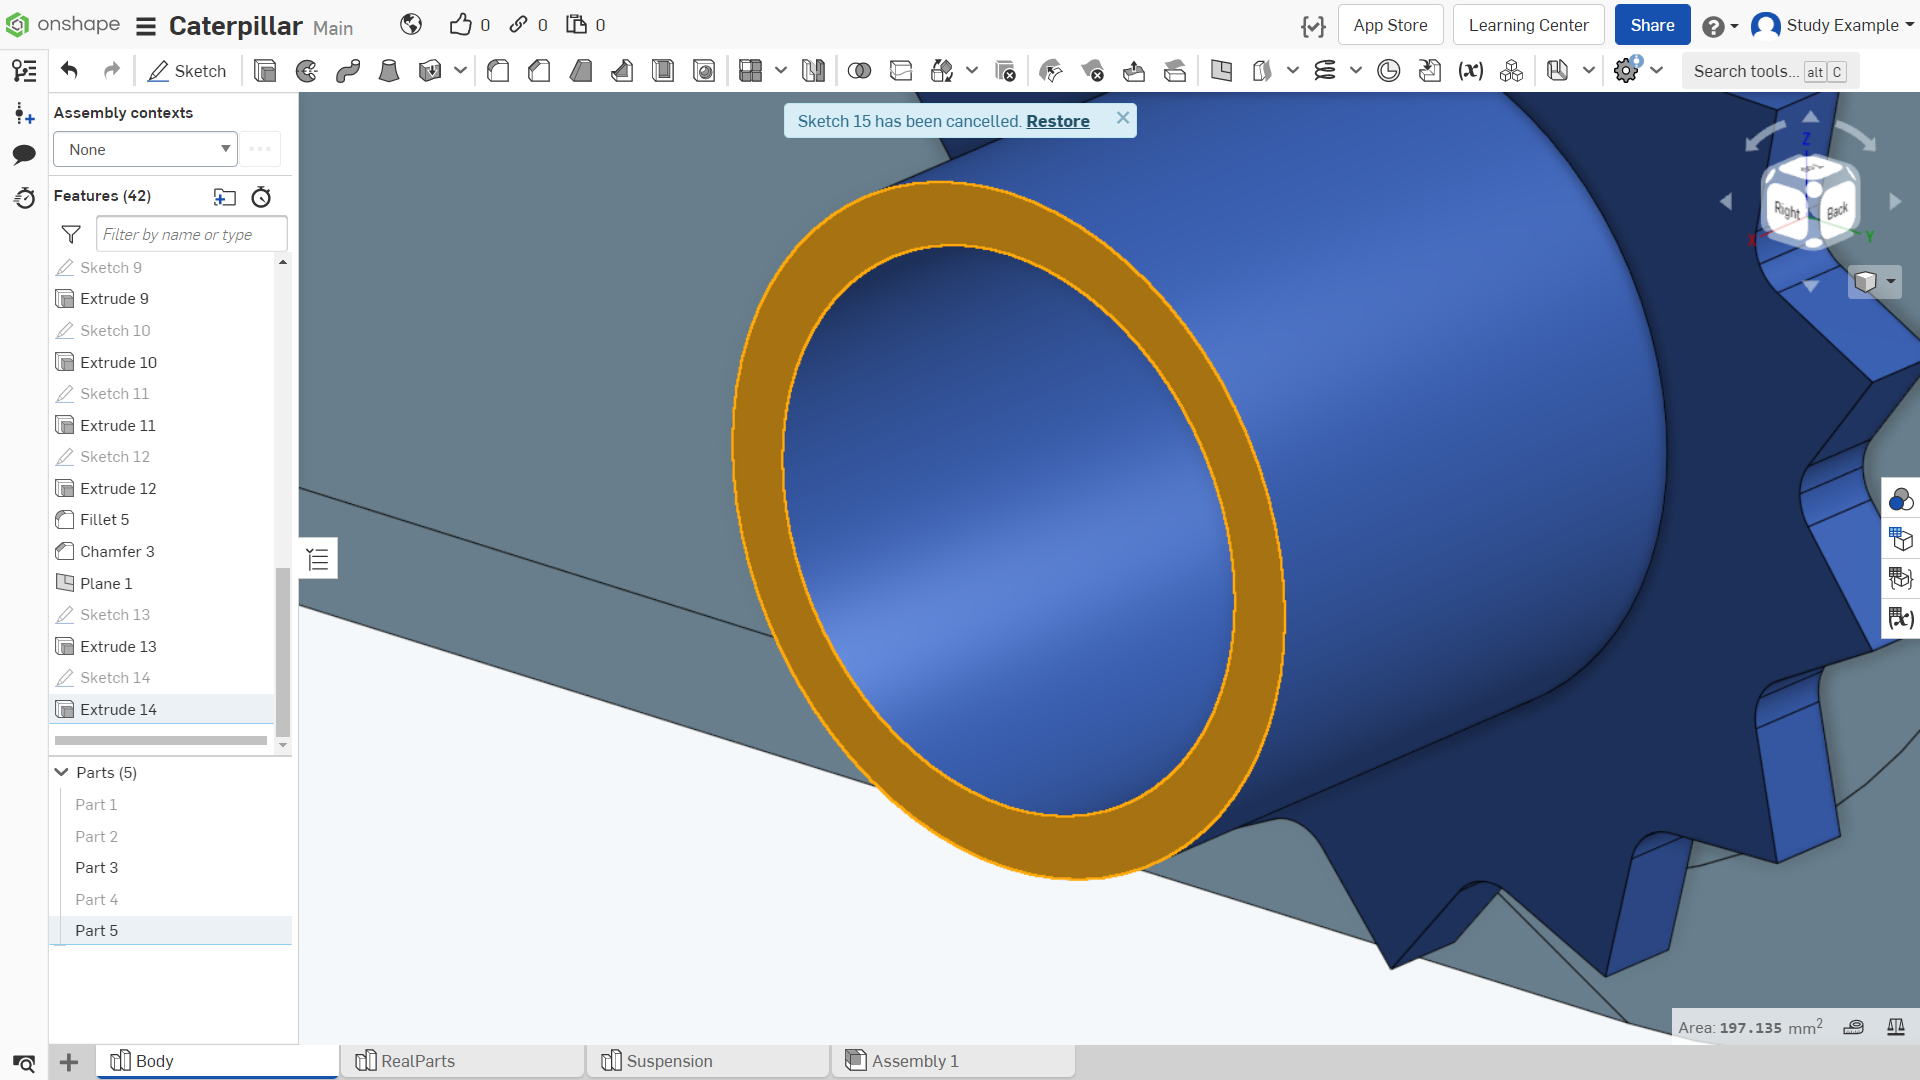 onshape Caterpillar Main 0 0 0 App Store Learning Center Share Study Example
Sketch (x) Search tools... alt C
Assembly contexts
None
Sketch 15 has been cancelled. Restore
Features (42)
Filter by name or type
Sketch 9
Extrude 9
Sketch 10
Extrude 10
Sketch 11
Extrude 11
Sketch 12
Extrude 12
Fillet 5
Chamfer 3
Plane 1
Sketch 13
Extrude 13
Sketch 14
Extrude 14
Parts (5)
Part 1
Part 2
Part 3
Part 4
Part 5
Z
Right Back
X Y
(x)
Area: 197.135 mm²
Body RealParts Suspension Assembly 1